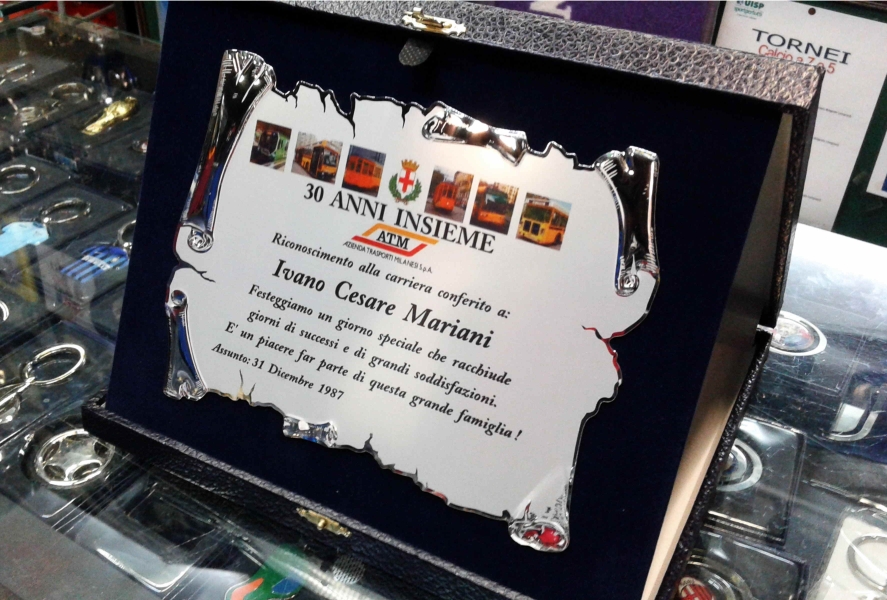 UISP
TORNEI
Calcio a 7 e 5
30 ANNI INSIEME
ATM
AZIENDA TRASPORTI MILANESI S.p.A.
Riconoscimento alla carriera conferito a:
Ivano Cesare Mariani
Festeggiamo un giorno speciale che racchiude
giorni di successi e di grandi soddisfazioni.
E' un piacere far parte di questa grande famiglia !
Assunto: 31 Dicembre 1987